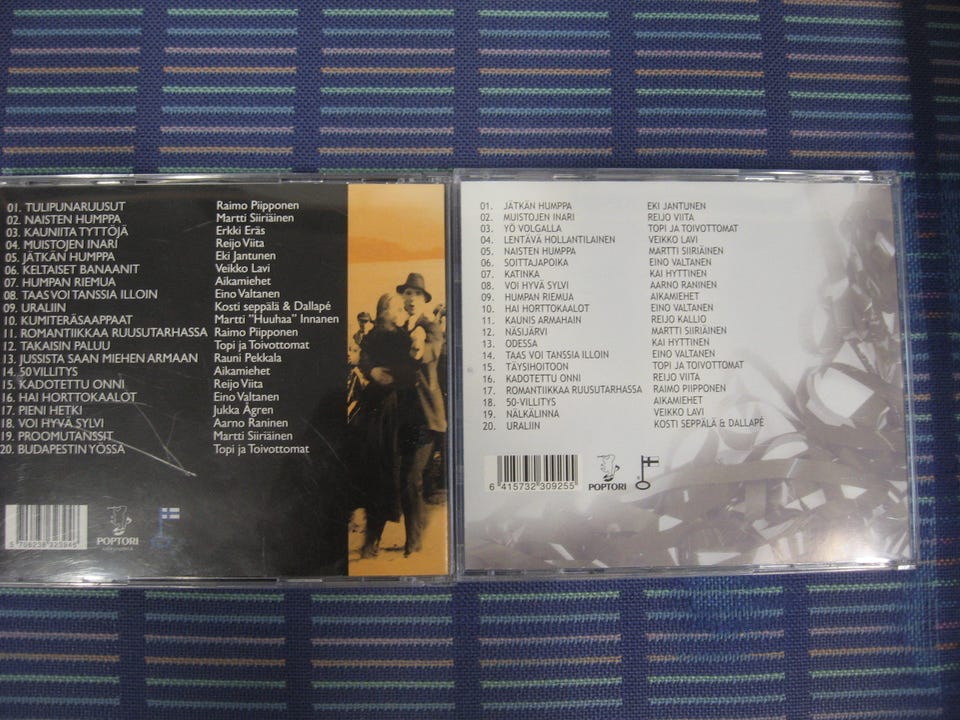 01. TULIPUNARUUSUT Raimo Piipponen
02. NAISTEN HUMPPA Martti Siiriäinen
03. KAUNIITA TYTTÖJÄ Erkki Eräs
04. MUISTOJEN INARI Reijo Viita
05. JÄTKÄN HUMPPA Eki Jantunen
06. KELTAISET BANAANIT Veikko Lavi
07. HUMPAN RIEMUA Aikamiehet
08. TAAS VOI TANSSIA ILLOIN Eino Valtanen
09. URALIIN Kosti seppälä & Dallapé
10. KUMITERÄSAAPPAAT Martti "Huuhaa" Innanen
11. ROMANTIIKKAA RUUSUTARHASSA Raimo Piipponen
12. TAKAISIN PALUU Topi ja Toivottomat
13. JUSSISTA SAAN MIEHEN ARMAAN Rauni Pekkala
14. 50 VILLITYS Aikamiehet
15. KADOTETTU ONNI Reijo Viita
16. HAI HORTTOKAALOT Eino Valtanen
17. PIENI HETKI Jukka Ågren
18. VOI HYVÄ SYLVI Aarno Raninen
19. PROOMUTANSSIT Martti Siiriäinen
20. BUDAPESTIN YÖSSÄ Topi ja Toivottomat
POPTORI
01. JÄTKÄN HUMPPA EKI JANTUNEN
02. MUISTOJEN INARI REIJO VIITA
03. YÖ VOLGALLA TOPI JA TOIVOTTOMAT
04. LENTÄVÄ HOLLANTILAINEN VEIKKO LAVI
05. NAISTEN HUMPPA MARTTI SIIRIÄINEN
06. SOITTAJAPOIKA EINO VALTANEN
07. KATINKA KAI HYTTINEN
08. VOI HYVÄ SYLVI AARNO RANINEN
09. HUMPAN RIEMUA AIKAMIEHET
10. HAI HORTTOKAALOT EINO VALTANEN
11. KAUNIS ARMAHAIN REIJO KALLIO
12. NÄSIJÄRVI MARTTI SIIRIÄINEN
13. ODESSA KAI HYTTINEN
14. TAAS VOI TANSSIA ILLOIN EINO VALTANEN
15. TÄYSIHOITOON TOPI JA TOIVOTTOMAT
16. KADOTETTU ONNI REIJO VIITA
17. ROMANTIIKKAA RUUSUTARHASSA RAIMO PIIPPONEN
18. 50-VILLITYS AIKAMIEHET
19. NÄLKÄLINNA VEIKKO LAVI
20. URALIIN KOSTI SEPPÄLÄ & DALLAPÉ
6 415732 309255
POPTORI